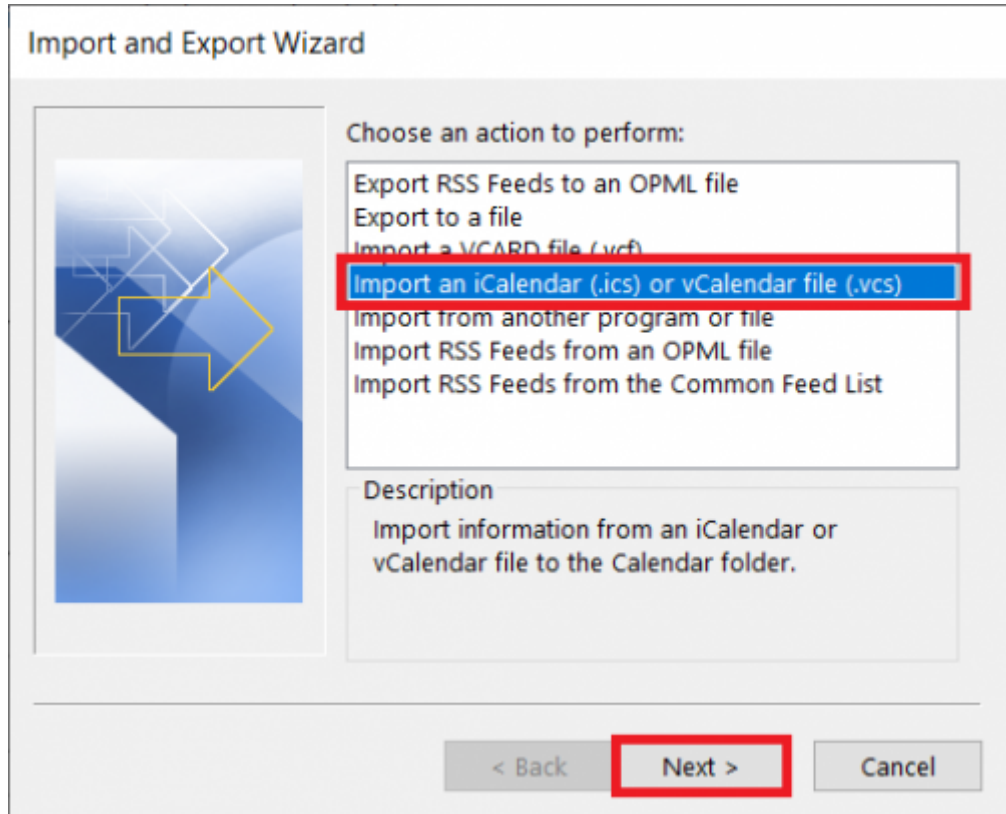 Import and Export Wizard
Choose an action to perform:
Export RSS Feeds to an OPML file
Export to a file
Import a VCARD file (.vcf)
Import an iCalendar (.ics) or vCalendar file (.vcs)
Import from another program or file
Import RSS Feeds from an OPML file
Import RSS Feeds from the Common Feed List
Description
Import information from an iCalendar or
vCalendar file to the Calendar folder.
< Back Next > Cancel